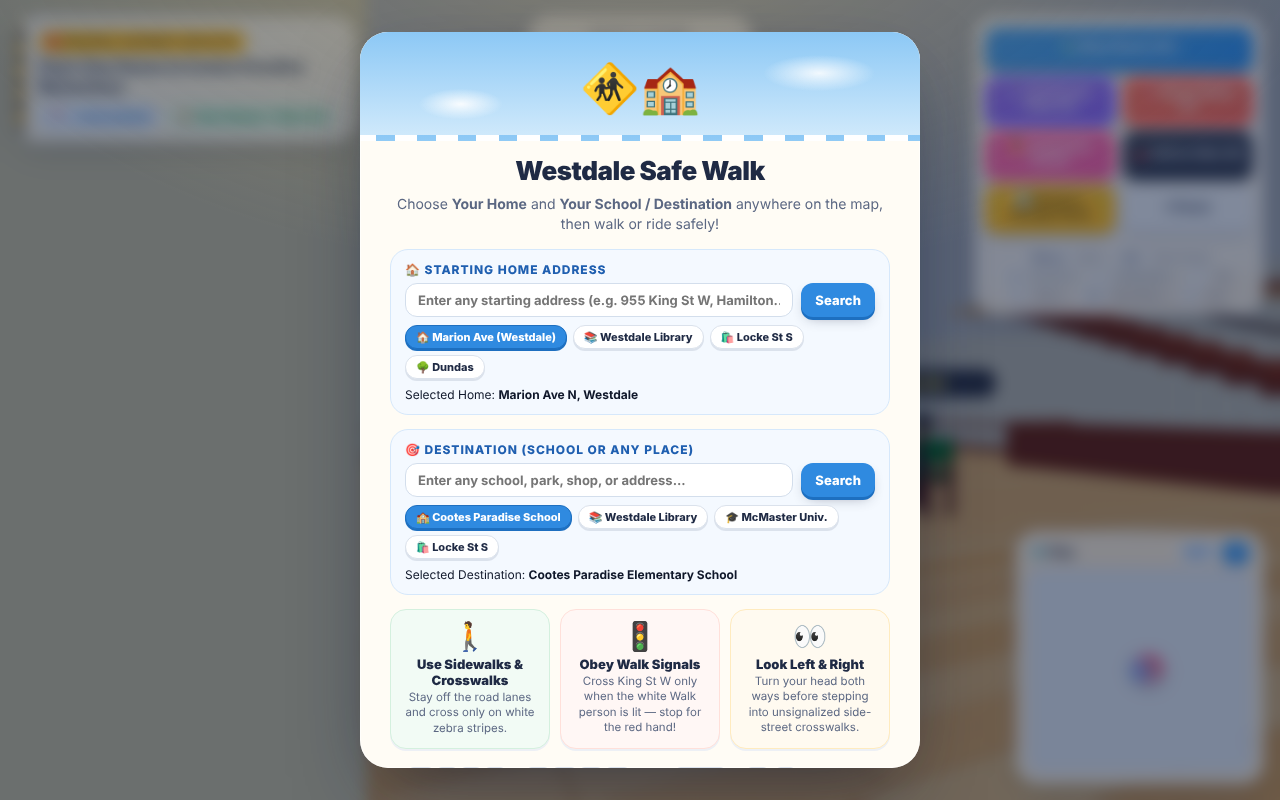 Westdale Safe Walk
Choose Your Home and Your School / Destination anywhere on the map,
then walk or ride safely!
STARTING HOME ADDRESS
Enter any starting address (e.g. 955 King St W, Hamilton..
Search
Marion Ave (Westdale)
Westdale Library
Locke St S
Dundas
Selected Home: Marion Ave N, Westdale
DESTINATION (SCHOOL OR ANY PLACE)
Enter any school, park, shop, or address...
Search
Cootes Paradise School
Westdale Library
McMaster Univ.
Locke St S
Selected Destination: Cootes Paradise Elementary School
Use Sidewalks &
Crosswalks
Stay off the road lanes
and cross only on white
zebra stripes.
Obey Walk Signals
Cross King St W only
when the white Walk
person is lit — stop for
the red hand!
Look Left & Right
Turn your head both
ways before stepping
into unsignalized side-
street crosswalks.